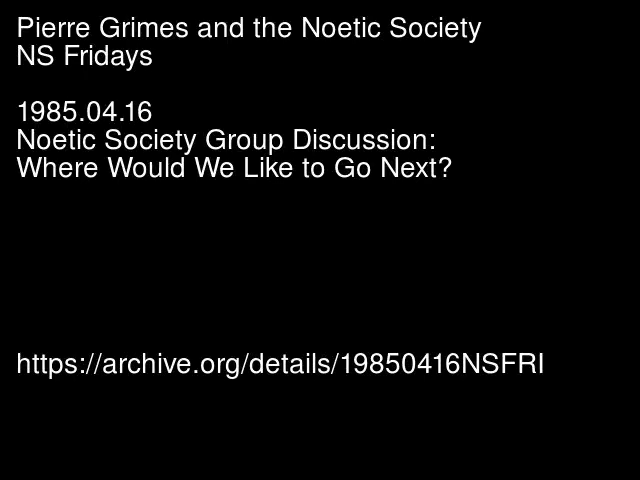 Pierre Grimes and the Noetic Society
NS Fridays
1985.04.16
Noetic Society Group Discussion:
Where Would We Like to Go Next?
https://archive.org/details/19850416NSFRI